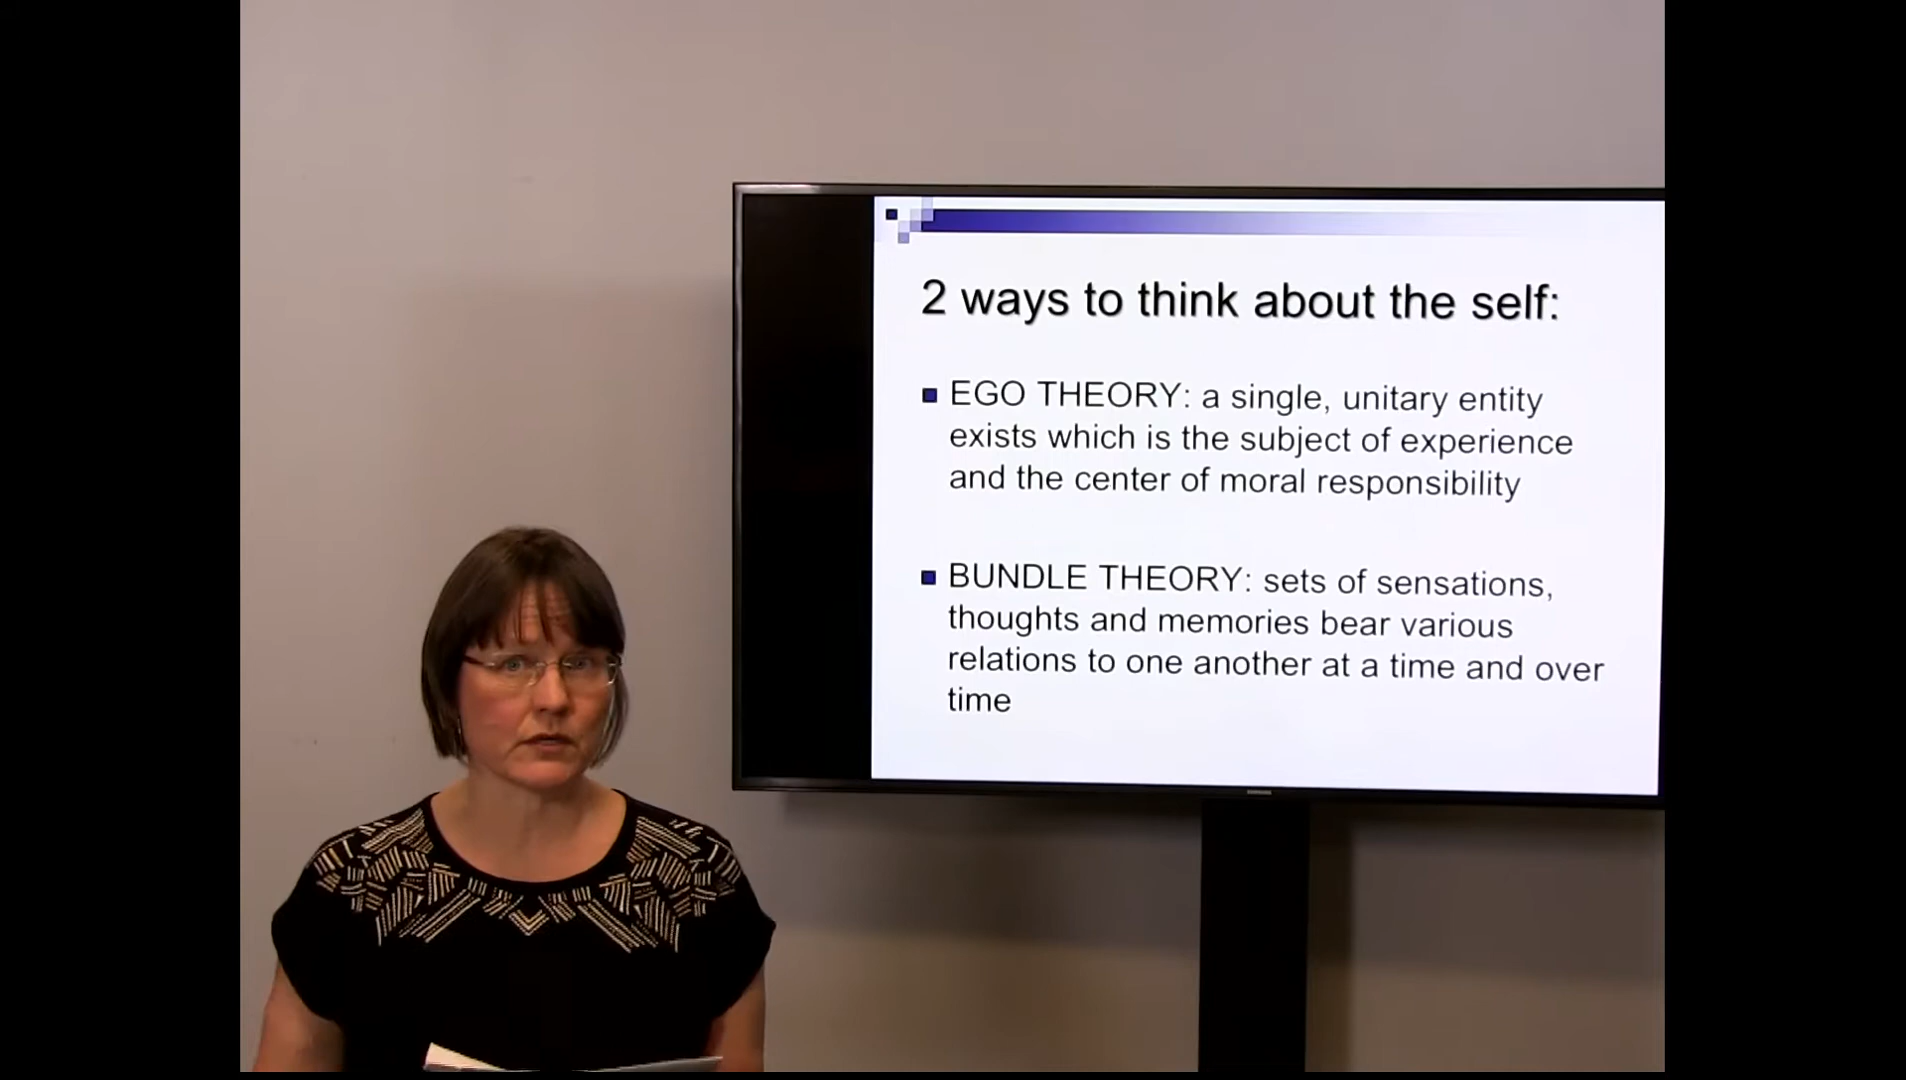 2 ways to think about the self:
EGO THEORY: a single, unitary entity
exists which is the subject of experience
and the center of moral responsibility
BUNDLE THEORY: sets of sensations,
thoughts and memories bear various
relations to one another at a time and over
time